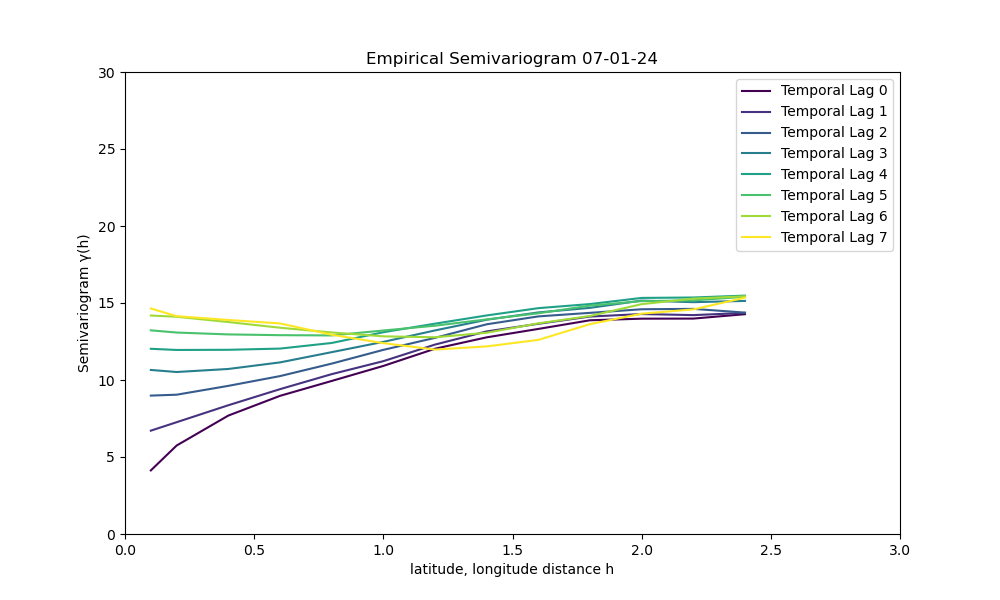 Empirical Semivariogram 07-01-24
30
25
20
15
10
5
0
Semivariogram γ(h)
Temporal Lag 0
Temporal Lag 1
Temporal Lag 2
Temporal Lag 3
Temporal Lag 4
Temporal Lag 5
Temporal Lag 6
Temporal Lag 7
0.0 0.5 1.0 1.5 2.0 2.5 3.0
latitude, longitude distance h